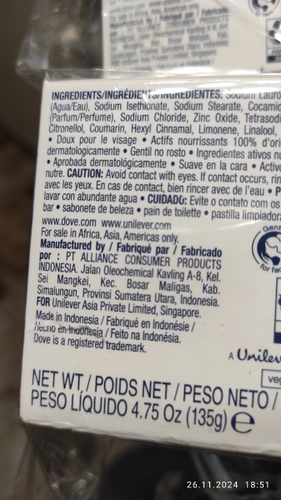 INGREDIENTS/INGRÉDIENTS/INGREDIENTES: Sodium Lauro
(Agua/Eau), Sodium Isethionate, Sodium Stearate, Cocamid
(Parfum/Perfume), Sodium Chloride, Zinc Oxide, Tetrasodi
Citronellol, Coumarin, Hexyl Cinnamal, Limonene, Linalool,
• Doux pour le visage • Actifs nourrissants 100% d'ori
dermatologiquement • Gentil no rosto • Ingredientes ativos n
• Aprobada dermatológicamente • Suave en la cara • Activ
nutre. CAUTION: Avoid contact with eyes. If contact occurs, rin
avec les yeux. En cas de contact, bien rincer avec de l'eau • P
lavar con abundante agua • CUIDADO: Evite o contato com os
bar • sabonete de beleza • pain de toilette • pastilla limpiador
www.dove.com www.unilever.com
For sale in Africa, Asia, Americas only.
Manufactured by / Fabriqué par / Fabricado
por : PT ALLIANCE CONSUMER PRODUCTS
INDONESIA. Jalan Oleochemical Kavling A-8, Kel.
Sei Mangkei, Kec. Bosar Maligas, Kab.
Simalungun, Provinsi Sumatera Utara, Indonesia.
FOR Unilever Asia Private Limited, Singapore.
Made in Indonesia / Fabriqué en Indonésie /
Hecho en Indonesia / Feito na Indonésia.
Dove is a registered trademark.
A Unilev
NET WT / POIDS NET / PESO NETO /
PESO LÍQUIDO 4.75 Oz (135g) ℮
26.11.2024 18:51